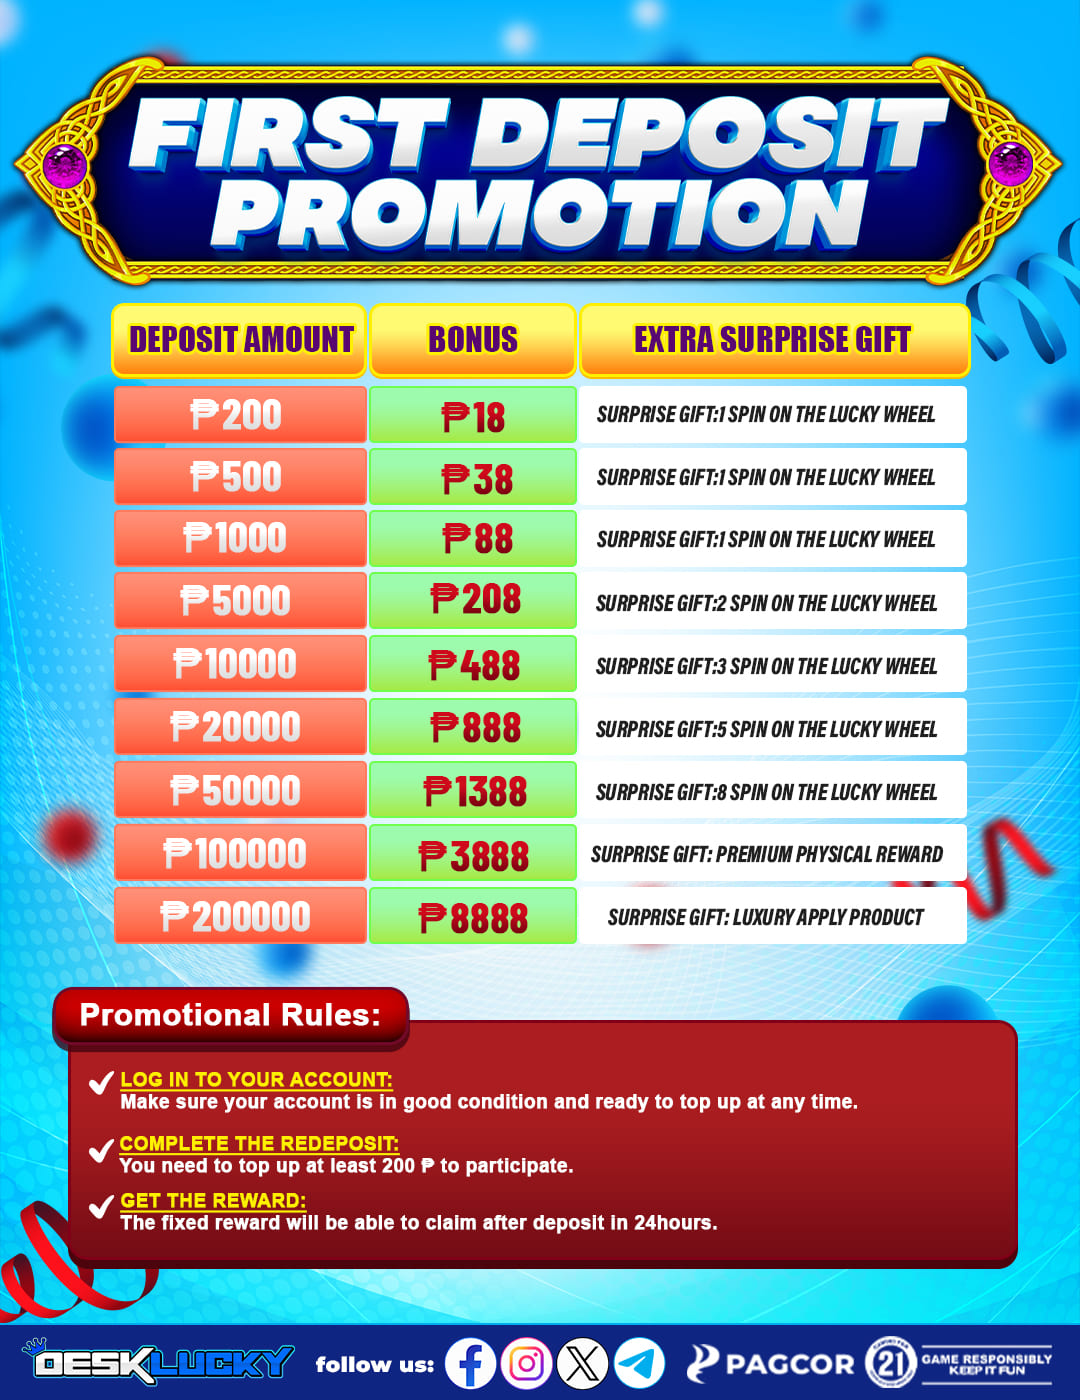 FIRST DEPOSIT
PROMOTION
DEPOSIT AMOUNT BONUS EXTRA SURPRISE GIFT
₱200 ₱18 SURPRISE GIFT:1 SPIN ON THE LUCKY WHEEL
₱500 ₱38 SURPRISE GIFT:1 SPIN ON THE LUCKY WHEEL
₱1000 ₱88 SURPRISE GIFT:1 SPIN ON THE LUCKY WHEEL
₱5000 ₱208 SURPRISE GIFT:2 SPIN ON THE LUCKY WHEEL
₱10000 ₱488 SURPRISE GIFT:3 SPIN ON THE LUCKY WHEEL
₱20000 ₱888 SURPRISE GIFT:5 SPIN ON THE LUCKY WHEEL
₱50000 ₱1388 SURPRISE GIFT:8 SPIN ON THE LUCKY WHEEL
₱100000 ₱3888 SURPRISE GIFT: PREMIUM PHYSICAL REWARD
₱200000 ₱8888 SURPRISE GIFT: LUXURY APPLY PRODUCT
Promotional Rules:
LOG IN TO YOUR ACCOUNT:
Make sure your account is in good condition and ready to top up at any time.
COMPLETE THE REDEPOSIT:
You need to top up at least 200 ₱ to participate.
GET THE REWARD:
The fixed reward will be able to claim after deposit in 24hours.
DESKLUCKY follow us: PAGCOR 21 GAME RESPONSIBLY
KEEP IT FUN